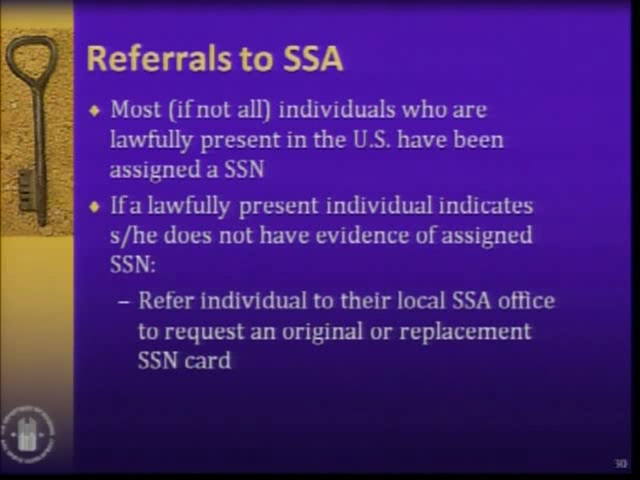 Referrals to SSA
Most (if not all) individuals who are
lawfully present in the U.S. have been
assigned a SSN
If a lawfully present individual indicates
s/he does not have evidence of assigned
SSN:
– Refer individual to their local SSA office
to request an original or replacement
SSN card
30